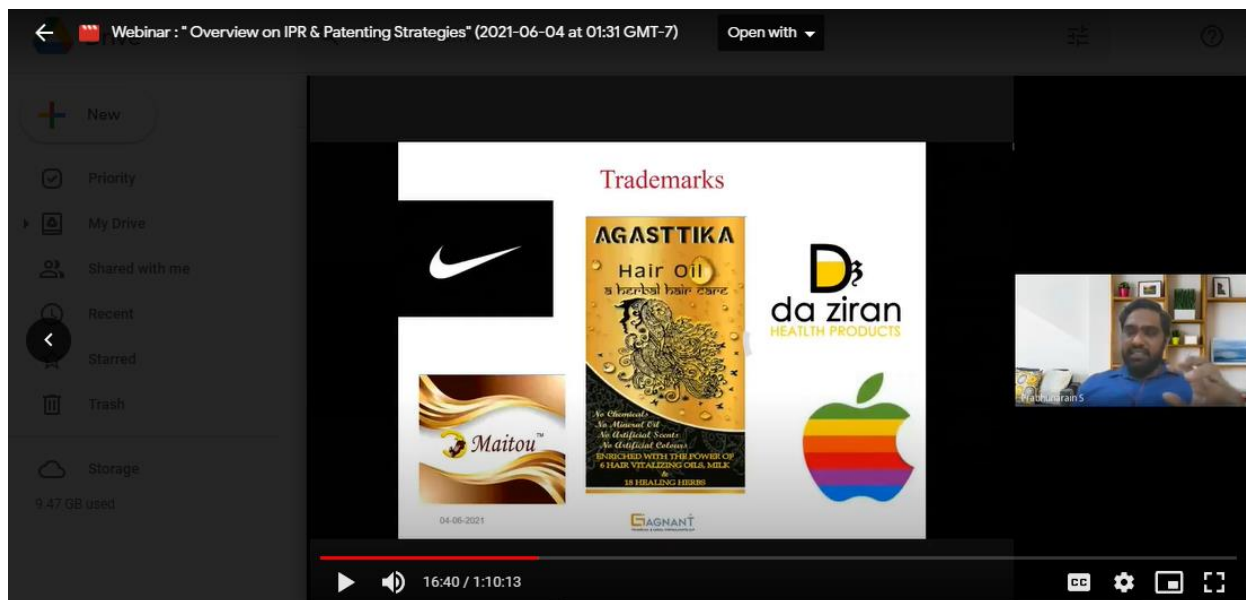 Webinar : " Overview on IPR & Patenting Strategies" (2021-06-04 at 01:31 GMT-7)
Open with
New
Priority
My Drive
Shared with me
Recent
Starred
Trash
Storage
9.47 GB used
Trademarks
AGASTTIKA
Hair Oil
a herbal hair care
No Chemicals
No Mineral Oil
No Artificial Scents
No Artificial Colours
ENRICHED WITH THE POWER OF
6 HAIR VITALIZING OILS, MILK
&
18 HEALING HERBS
da ziran
HEATLTH PRODUCTS
Maitou™
04-06-2021
GAGNANT
Prabhunarain S
16:40 / 1:10:13
CC